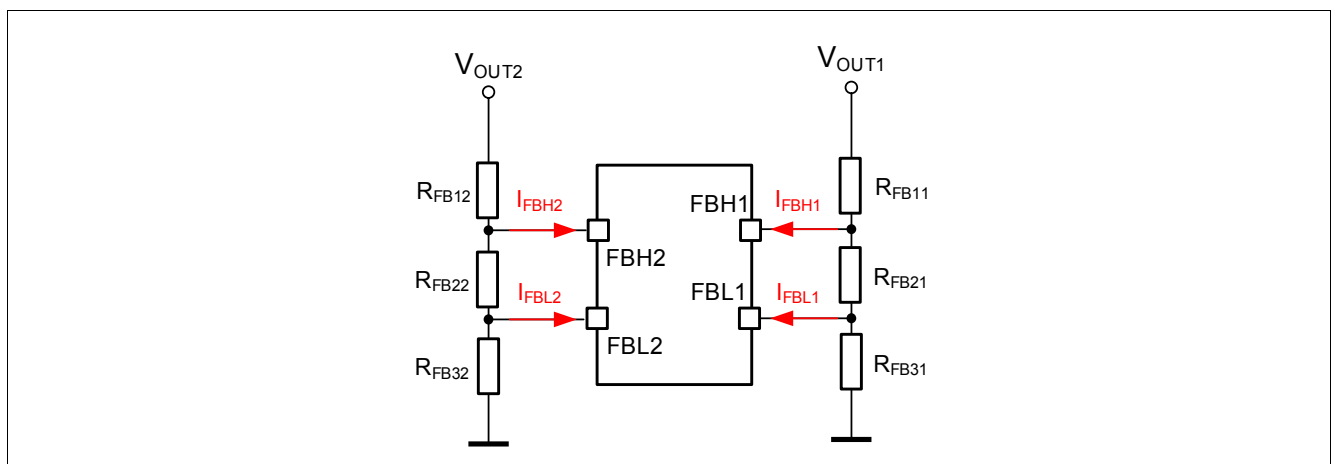 VOUT2
VOUT1
RFB12
IFBH2
FBH1
IFBH1
RFB11
FBH2
RFB22
IFBL2
FBL1
IFBL1
RFB21
FBL2
RFB32
RFB31